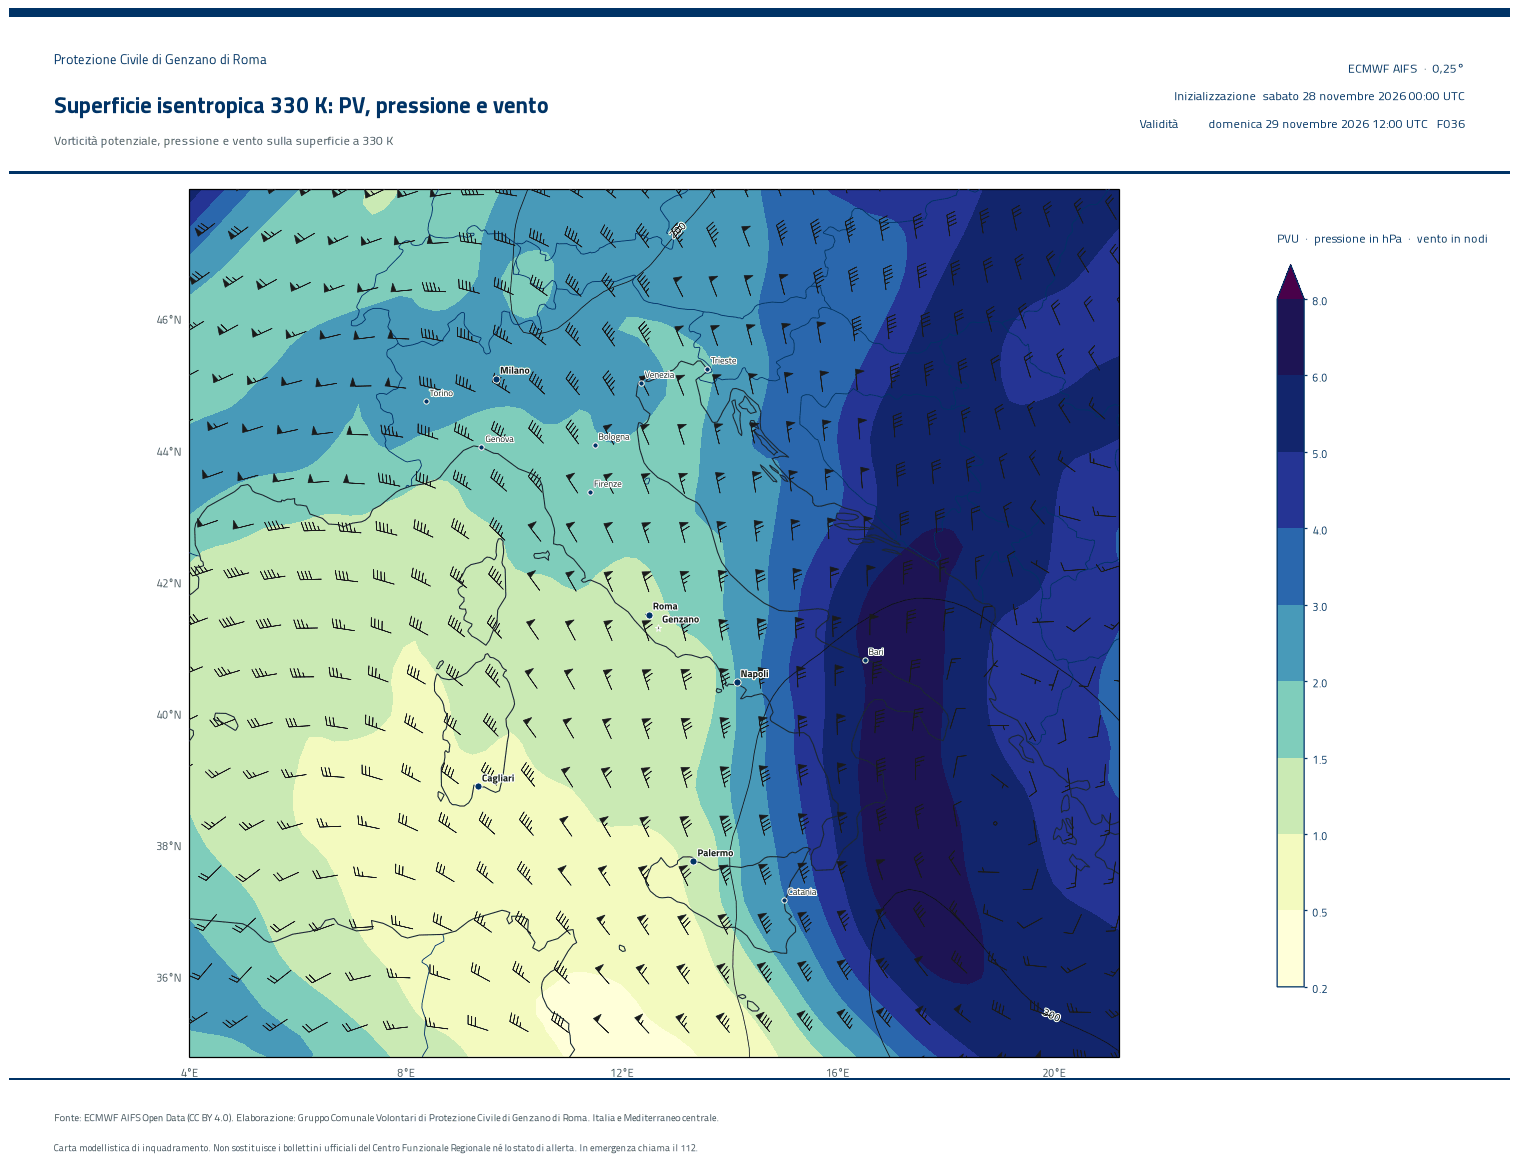 Protezione Civile di Genzano di Roma
Superficie isentropica 330 K: PV, pressione e vento
Vorticità potenziale, pressione e vento sulla superficie a 330 K
ECMWF AIFS · 0,25°
Inizializzazione sabato 28 novembre 2026 00:00 UTC
Validità domenica 29 novembre 2026 12:00 UTC F036
PVU · pressione in hPa · vento in nodi
8.0
6.0
5.0
4.0
3.0
2.0
1.5
1.0
0.5
0.2
46°N
44°N
42°N
40°N
38°N
36°N
4°E
8°E
12°E
16°E
20°E
Milano
Torino
Venezia
Trieste
Genova
Bologna
Firenze
Roma
Genzano
Napoli
Bari
Cagliari
Palermo
Catania
Fonte: ECMWF AIFS Open Data (CC BY 4.0). Elaborazione: Gruppo Comunale Volontari di Protezione Civile di Genzano di Roma. Italia e Mediterraneo centrale.
Carta modellistica di inquadramento. Non sostituisce i bollettini ufficiali del Centro Funzionale Regionale né lo stato di allerta. In emergenza chiama il 112.